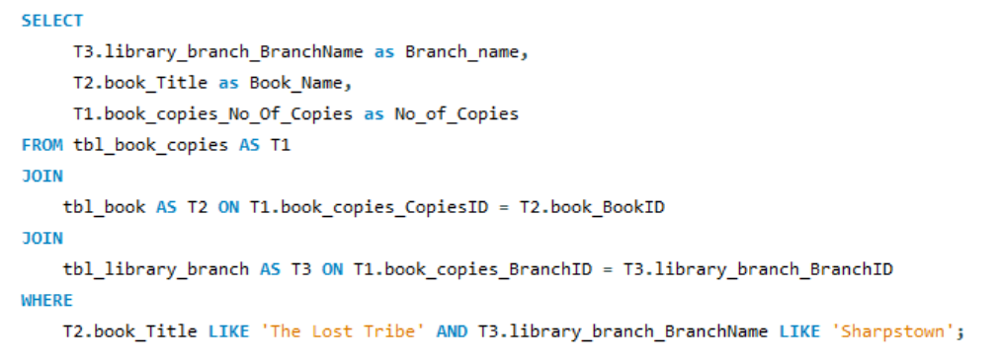 SELECT
T3.library_branch_BranchName as Branch_name,
T2.book_Title as Book_Name,
T1.book_copies_No_Of_Copies as No_of_Copies
FROM tbl_book_copies AS T1
JOIN
tbl_book AS T2 ON T1.book_copies_CopiesID = T2.book_BookID
JOIN
tbl_library_branch AS T3 ON T1.book_copies_BranchID = T3.library_branch_BranchID
WHERE
T2.book_Title LIKE 'The Lost Tribe' AND T3.library_branch_BranchName LIKE 'Sharpstown';